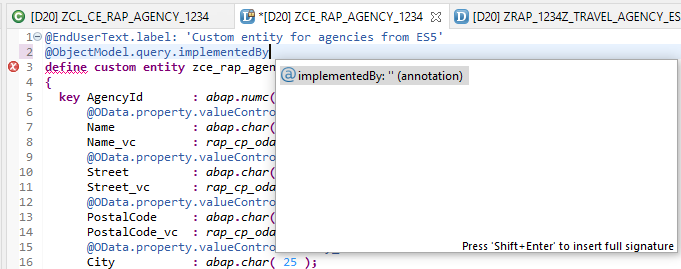 [D20] ZCL_CE_RAP_AGENCY_1234
*[D20] ZCE_RAP_AGENCY_1234
[D20] ZRAP_1234Z_TRAVEL_AGENCY_ES
1 @EndUserText.label: 'Custom entity for agencies from ES5'
2 @ObjectModel.query.implementedBy
3 define custom entity zce_rap_agen
4 {
5 key AgencyId : abap.numc(
6 @OData.property.valueContro
7 Name : abap.char(
8 Name_vc : rap_cp_oda
9 @OData.property.valueContro
10 Street : abap.char(
11 Street_vc : rap_cp_oda
12 @OData.property.valueContro
13 PostalCode : abap.char(
14 PostalCode_vc : rap_cp_oda
15 @OData.property.valueContro
16 City : abap.char( 25 );
implementedBy: '' (annotation)
Press 'Shift+Enter' to insert full signature